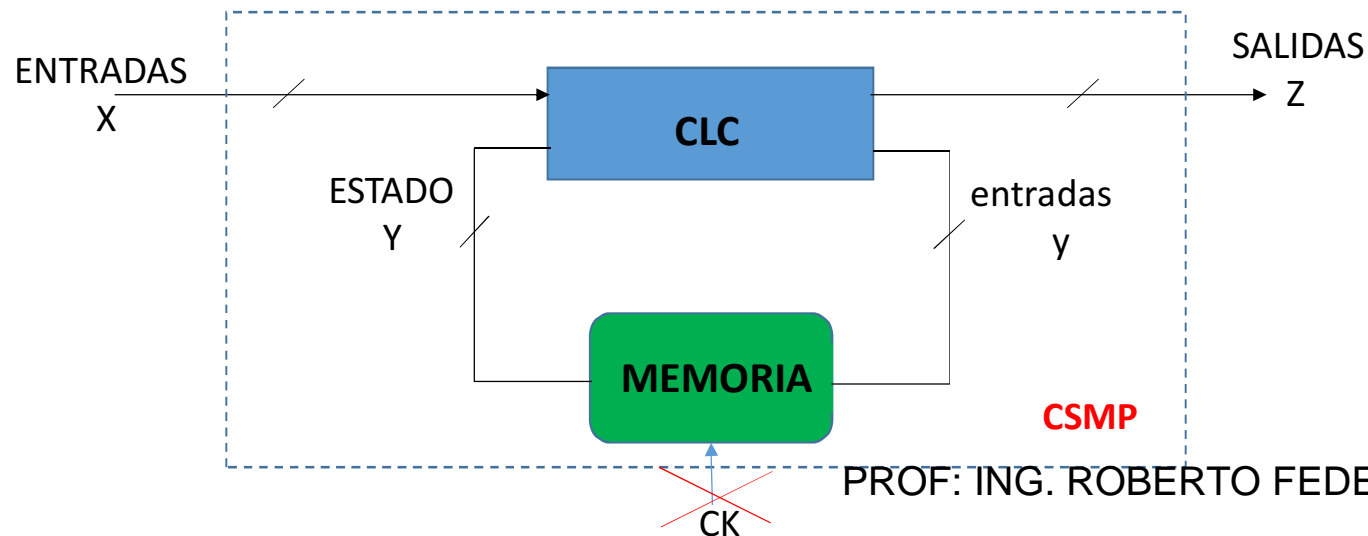 ENTRADAS
X
SALIDAS
Z
CLC
ESTADO
Y
entradas
y
MEMORIA
CSMP
PROF: ING. ROBERTO FEDE
CK